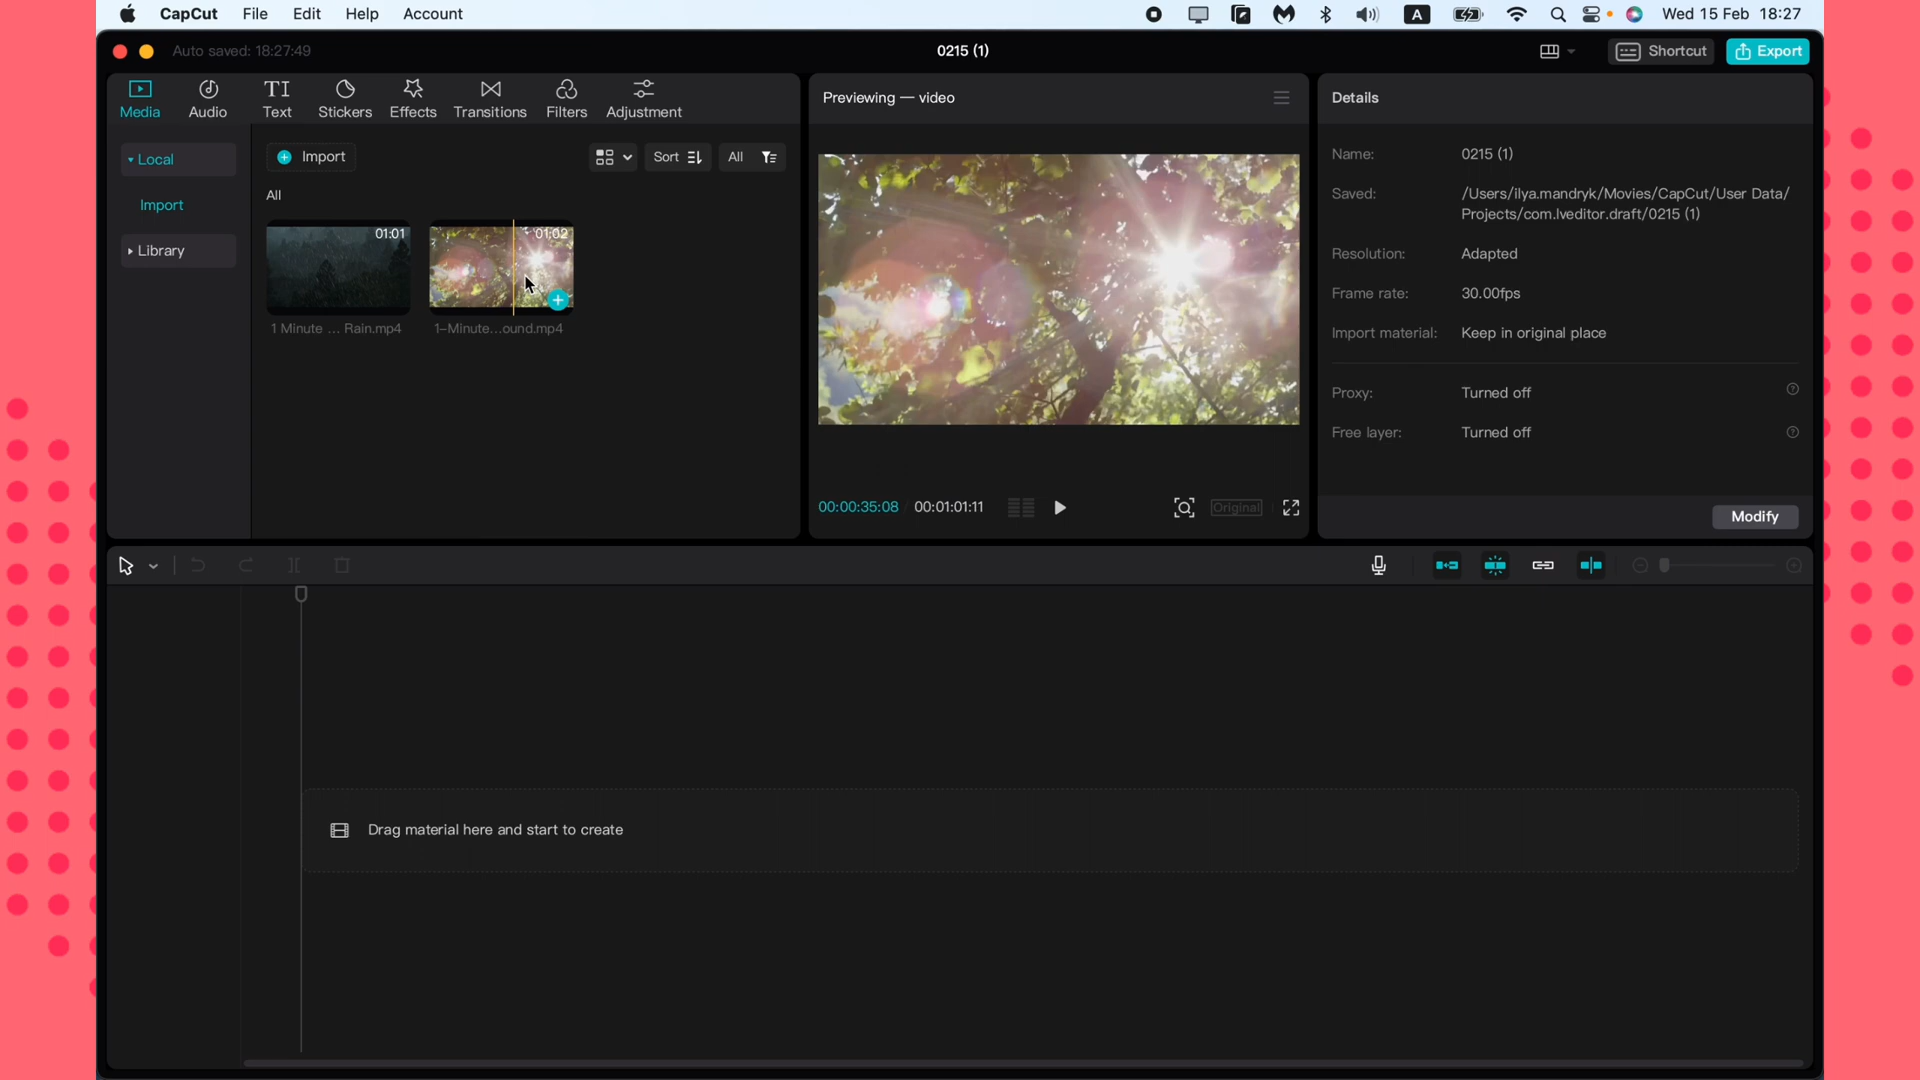 CapCut File Edit Help Account
A
Wed 15 Feb 18:27
Auto saved: 18:27:49
0215 (1)
Shortcut
Export
Media
Audio
Text
Stickers
Effects
Transitions
Filters
Adjustment
Local
Import
Library
Import
Sort
All
All
01:01
01:02
1 Minute ... Rain.mp4
1-Minute...ound.mp4
Previewing — video
00:00:35:08
00:01:01:11
Original
Details
Name: 0215 (1)
Saved: /Users/ilya.mandryk/Movies/CapCut/User Data/
Projects/com.lveditor.draft/0215 (1)
Resolution: Adapted
Frame rate: 30.00fps
Import material: Keep in original place
Proxy: Turned off
Free layer: Turned off
Modify
Drag material here and start to create